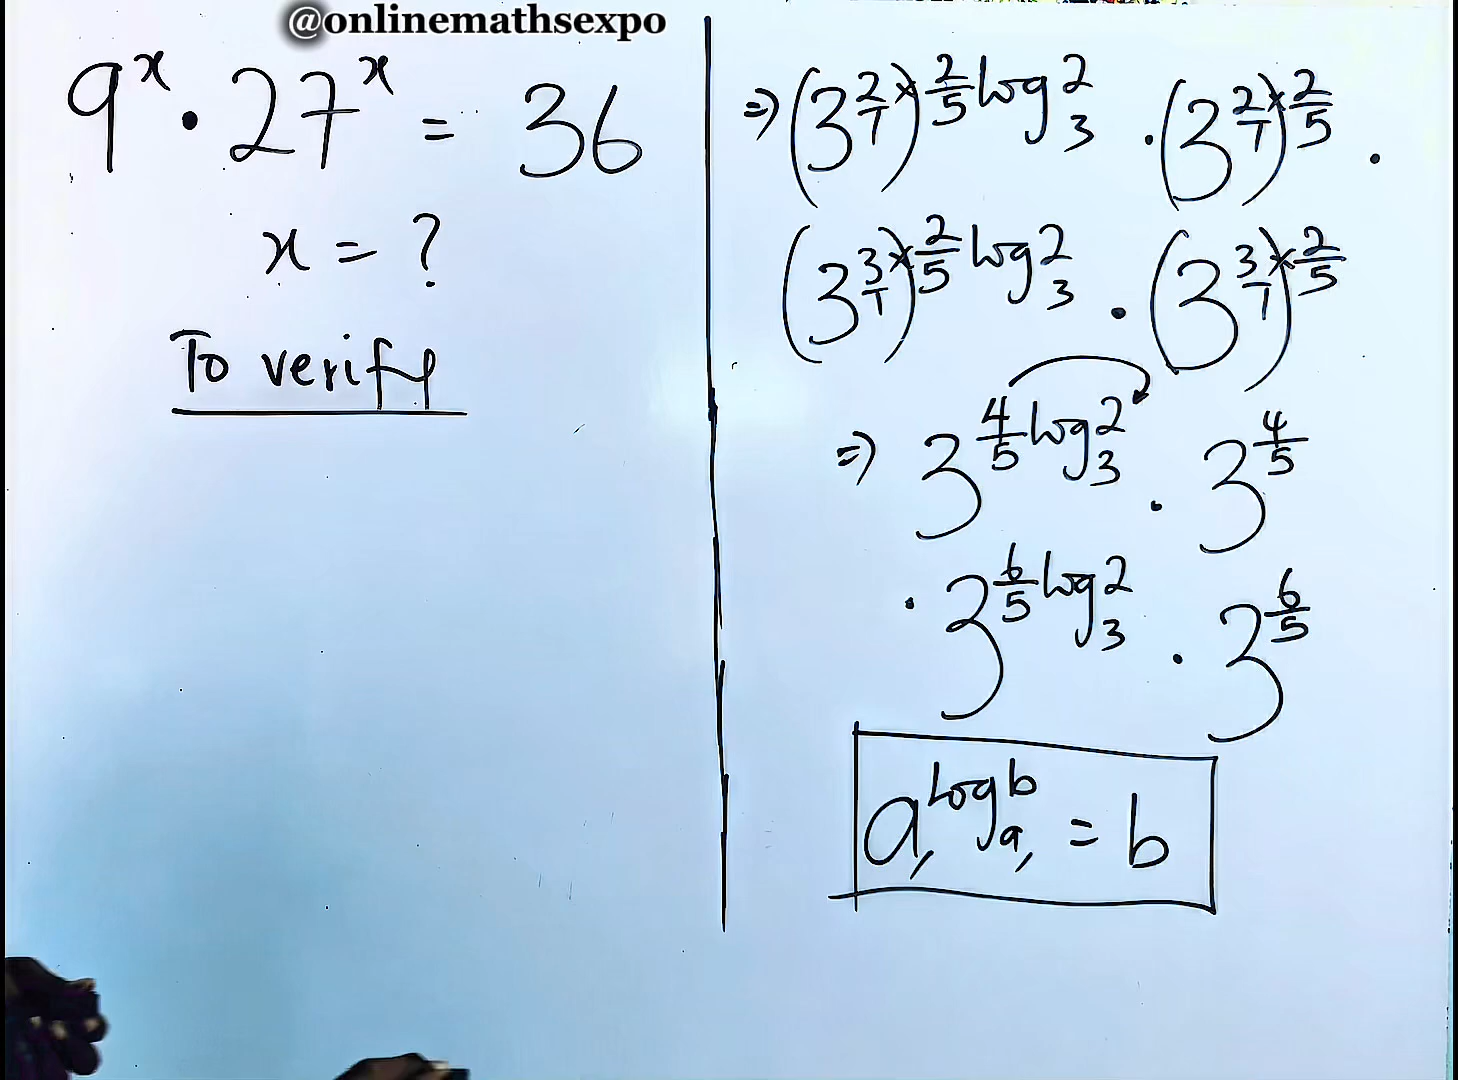 @onlinemathsexpo
9^x · 27^x = 36
x = ?
To verify
⇒ (3^(2/1))^(× 2/5 log_3 2) · (3^(2/1))^(× 2/5) ·
(3^(3/1))^(× 2/5 log_3 2) · (3^(3/1))^(× 2/5)
⇒ 3^(4/5 log_3 2) · 3^(4/5)
· 3^(6/5 log_3 2) · 3^(6/5)
a^(log_a b) = b